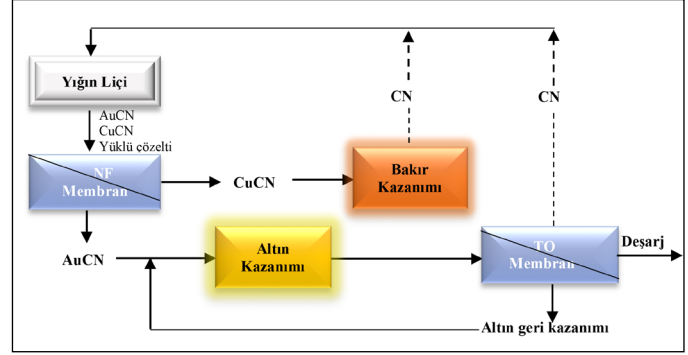 Yığın Liçi
AuCN
CuCN
Yüklü çözelti
NF
Membran
CuCN
Bakır
Kazanımı
CN
CN
AuCN
Altın
Kazanımı
TO
Membran
Deşarj
Altın geri kazanımı